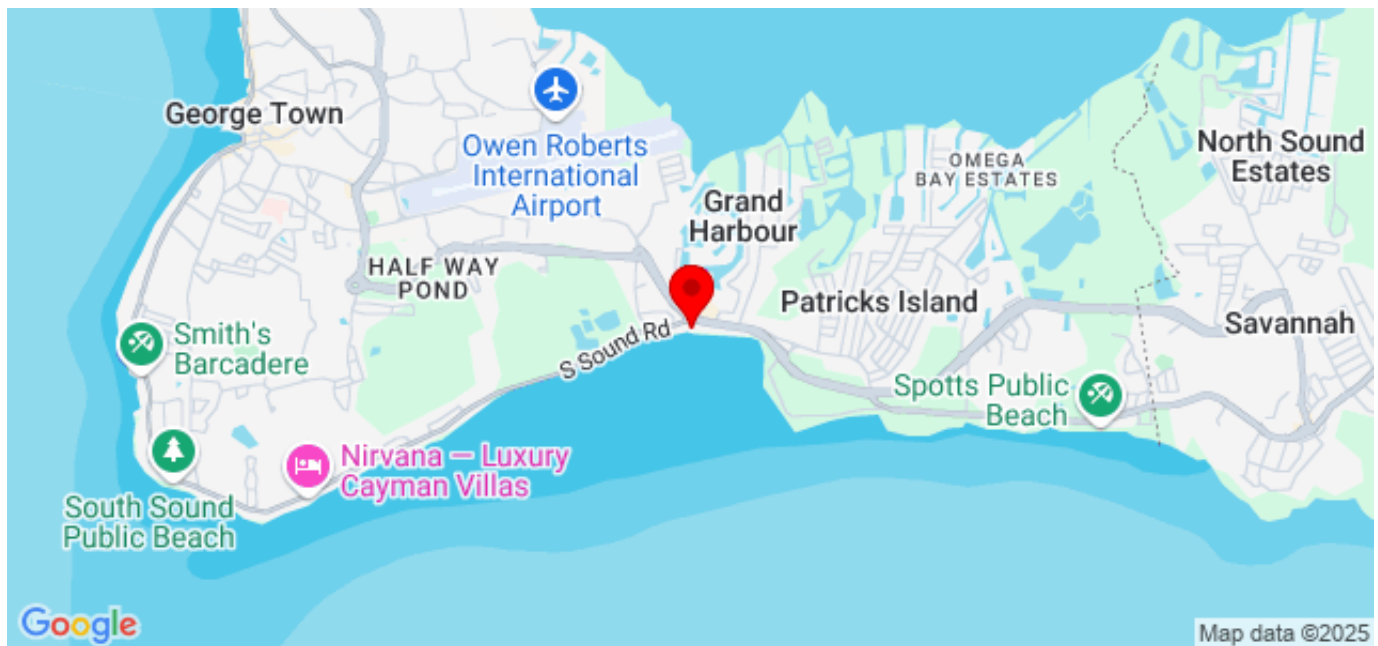 George Town
Owen Roberts
International
Airport
OMEGA
BAY ESTATES
North Sound
Estates
Grand
Harbour
HALF WAY
POND
Patricks Island
Savannah
Smith's
Barcadere
S Sound Rd
Spotts Public
Beach
Nirvana — Luxury
Cayman Villas
South Sound
Public Beach
Google
Map data ©2025